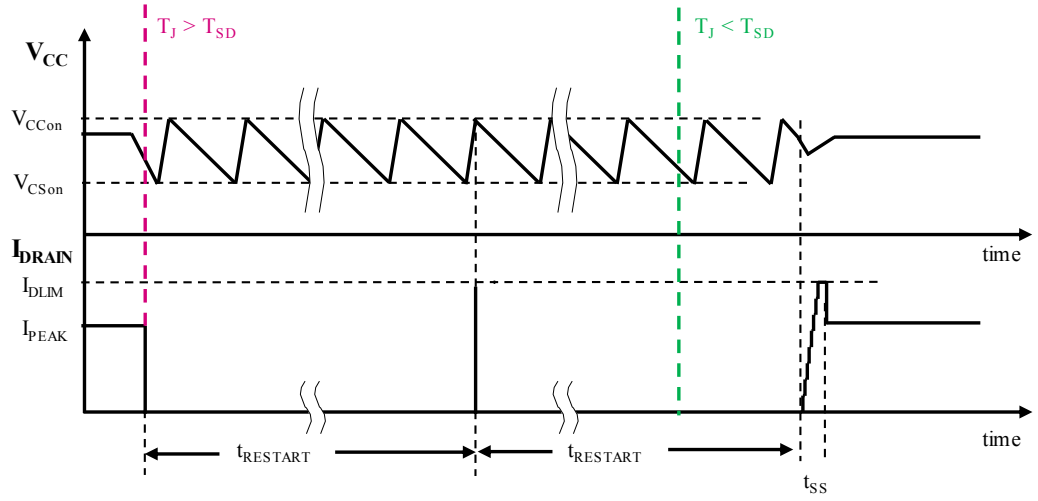 TJ > TSD
TJ < TSD
VCC
VCCon
VCSon
time
IDRAIN
IDLIM
IPEAK
time
tRESTART
tRESTART
tSS